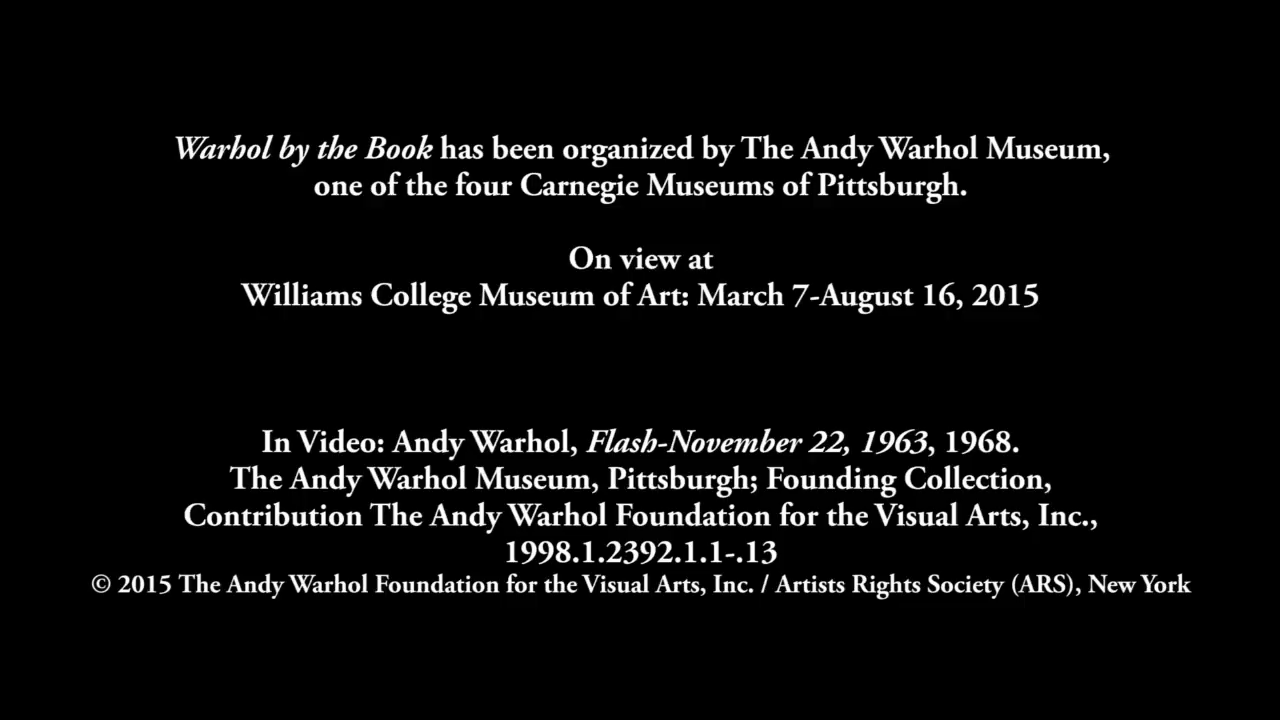 Warhol by the Book has been organized by The Andy Warhol Museum,
one of the four Carnegie Museums of Pittsburgh.
On view at
Williams College Museum of Art: March 7-August 16, 2015
In Video: Andy Warhol, Flash-November 22, 1963, 1968.
The Andy Warhol Museum, Pittsburgh; Founding Collection,
Contribution The Andy Warhol Foundation for the Visual Arts, Inc.,
1998.1.2392.1.1-.13
© 2015 The Andy Warhol Foundation for the Visual Arts, Inc. / Artists Rights Society (ARS), New York